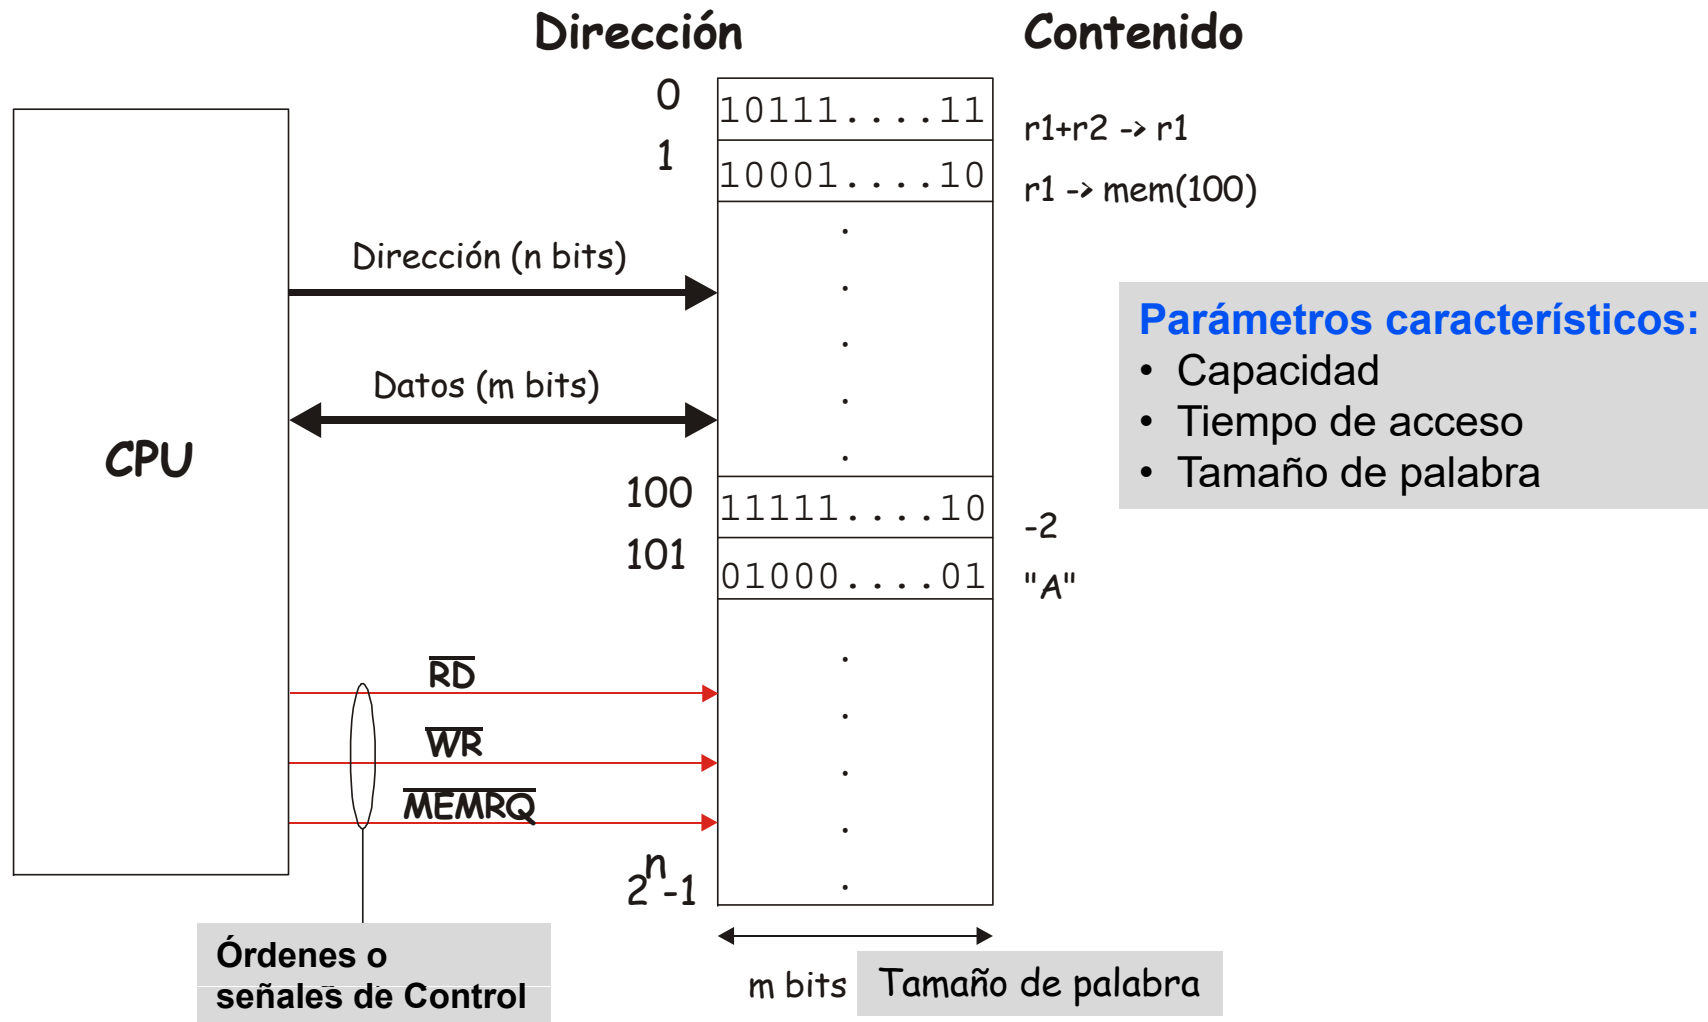 Dirección Contenido
0 10111....11 r1+r2 -> r1
1 10001....10 r1 -> mem(100)
.
Dirección (n bits)
.
Parámetros característicos:
• Capacidad
• Tiempo de acceso
• Tamaño de palabra
.
Datos (m bits)
.
CPU
.
100 11111....10 -2
101 01000....01 "A"
.
RD
.
WR
.
MEMRQ
.
2ⁿ-1
.
Órdenes o
señales de Control
m bits Tamaño de palabra